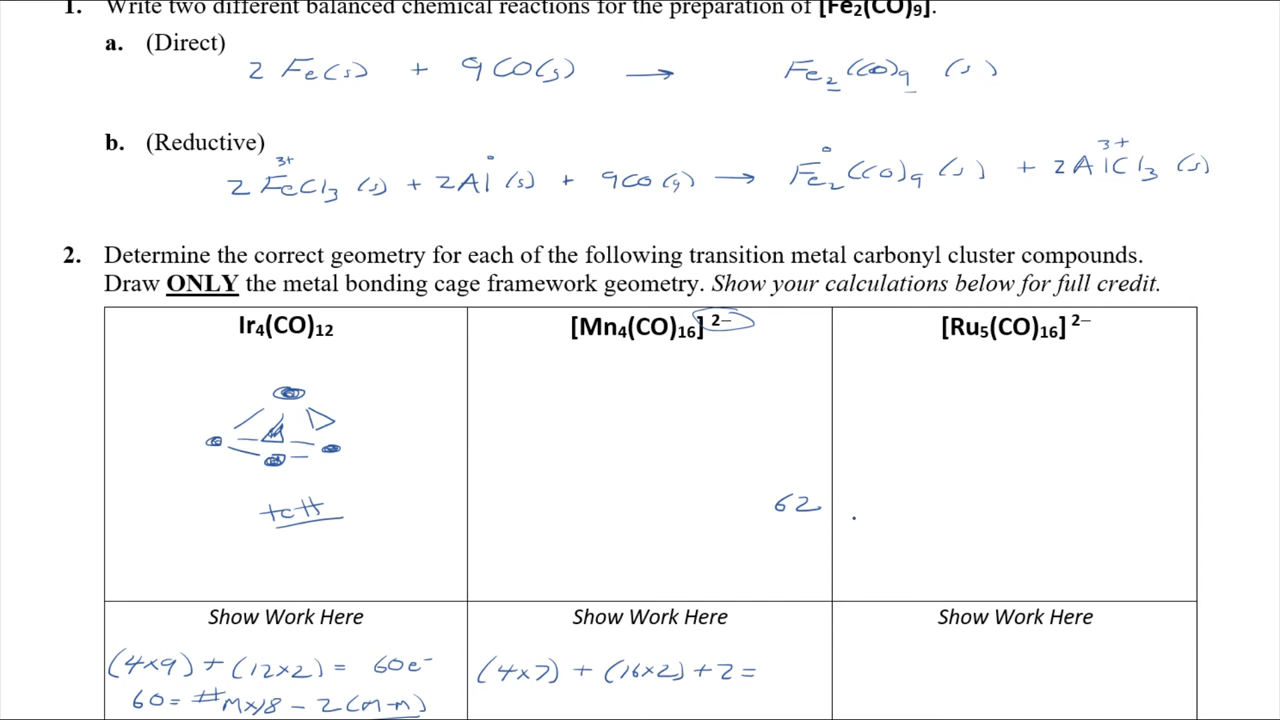 1. Write two different balanced chemical reactions for the preparation of [Fe₂(CO)₉].
a. (Direct)
2 Fe(s) + 9CO(g) → Fe₂(CO)₉ (s)
b. (Reductive)
3+ 0 0 3+
2 FeCl₃ (s) + 2Al (s) + 9CO(g) → Fe₂(CO)₉ (s) + 2AlCl₃ (s)
2. Determine the correct geometry for each of the following transition metal carbonyl cluster compounds.
Draw ONLY the metal bonding cage framework geometry. Show your calculations below for full credit.
Ir₄(CO)₁₂ [Mn₄(CO)₁₆]²⁻ [Ru₅(CO)₁₆]²⁻
62
Show Work Here Show Work Here Show Work Here
(4×9) + (12×2) = 60e⁻ (4×7) + (16×2) + 2 =
60 = #M×18 − 2(M-M)